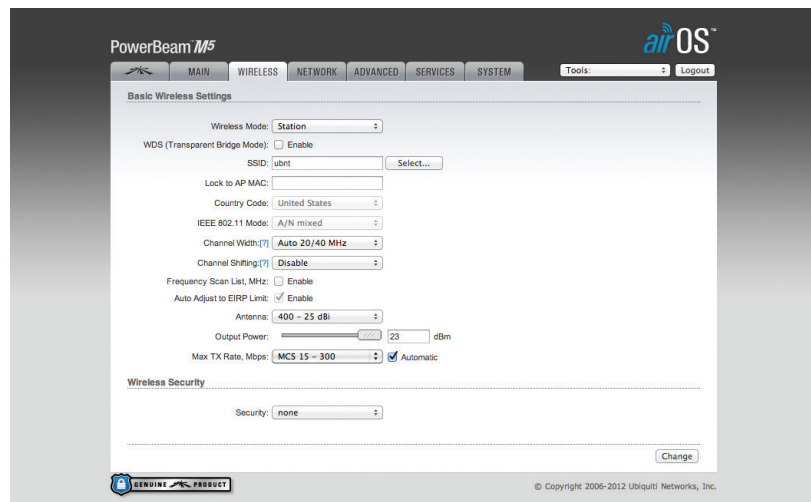 PowerBeam™ M5
airOS™
MAIN WIRELESS NETWORK ADVANCED SERVICES SYSTEM Tools: Logout
Basic Wireless Settings
Wireless Mode: Station
WDS (Transparent Bridge Mode): Enable
SSID: ubnt Select...
Lock to AP MAC:
Country Code: United States
IEEE 802.11 Mode: A/N mixed
Channel Width:[?] Auto 20/40 MHz
Channel Shifting:[?] Disable
Frequency Scan List, MHz: Enable
Auto Adjust to EIRP Limit: Enable
Antenna: 400 – 25 dBi
Output Power: 23 dBm
Max TX Rate, Mbps: MCS 15 – 300 Automatic
Wireless Security
Security: none
Change
GENUINE PRODUCT
© Copyright 2006-2012 Ubiquiti Networks, Inc.